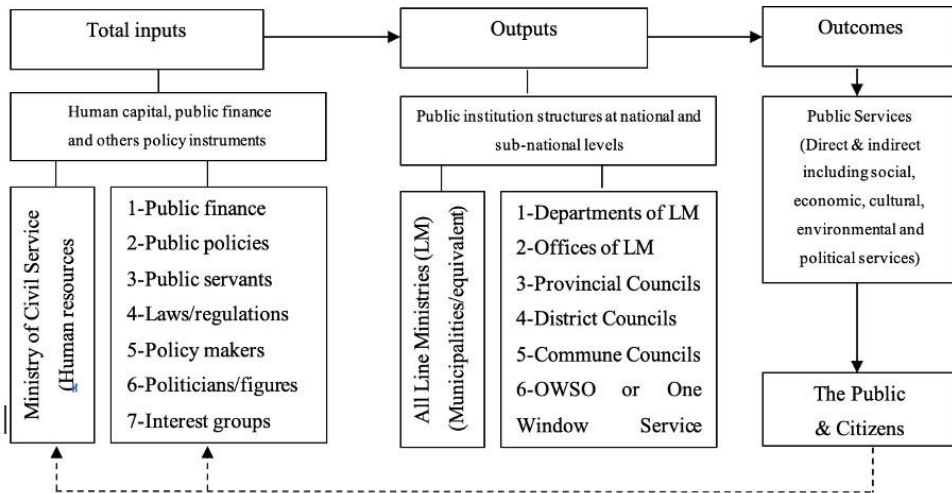 Total inputs
Outputs
Outcomes
Human capital, public finance
and others policy instruments
Public institution structures at national and
sub-national levels
Public Services
(Direct & indirect
including social,
economic, cultural,
environmental and
political services)
Ministry of Civil Service
(Human resources
1-Public finance
2-Public policies
3-Public servants
4-Laws/regulations
5-Policy makers
6-Politicians/figures
7-Interest groups
All Line Ministries (LM)
(Municipalities/equivalent)
1-Departments of LM
2-Offices of LM
3-Provincial Councils
4-District Councils
5-Commune Councils
6-OWSO or One
Window Service
The Public
& Citizens